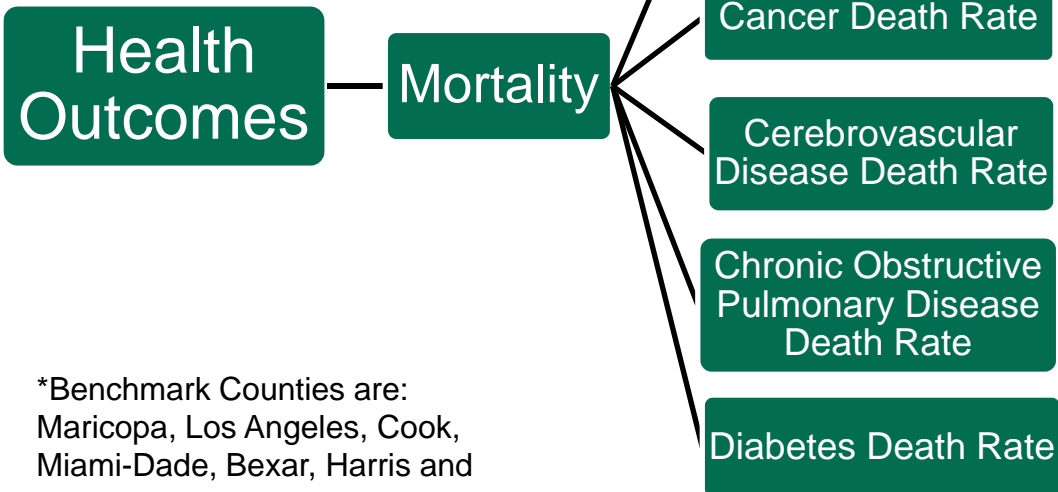 Health
Outcomes
Mortality
Cancer Death Rate
Cerebrovascular
Disease Death Rate
Chronic Obstructive
Pulmonary Disease
Death Rate
Diabetes Death Rate
*Benchmark Counties are:
Maricopa, Los Angeles, Cook,
Miami-Dade, Bexar, Harris and